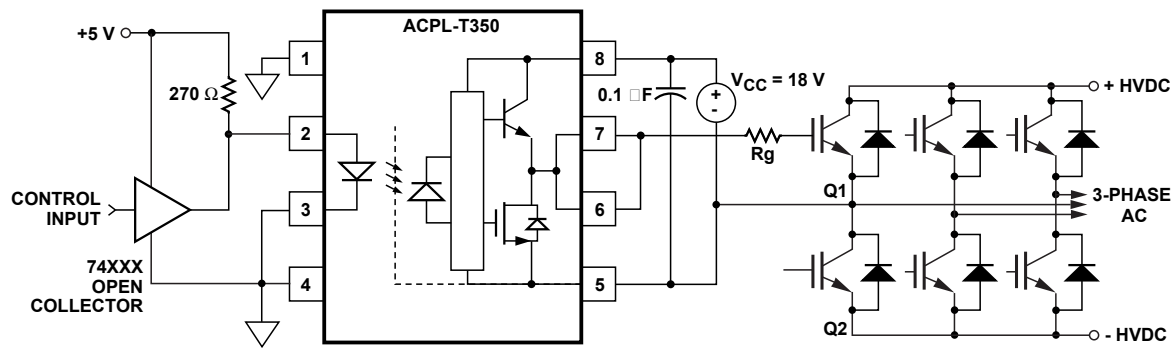 ACPL-T350
+5 V
270 Ω
CONTROL
INPUT
74XXX
OPEN
COLLECTOR
1
2
3
4
8
7
6
5
0.1 □F
VCC = 18 V
+
-
Rg
Q1
Q2
+ HVDC
3-PHASE
AC
- HVDC